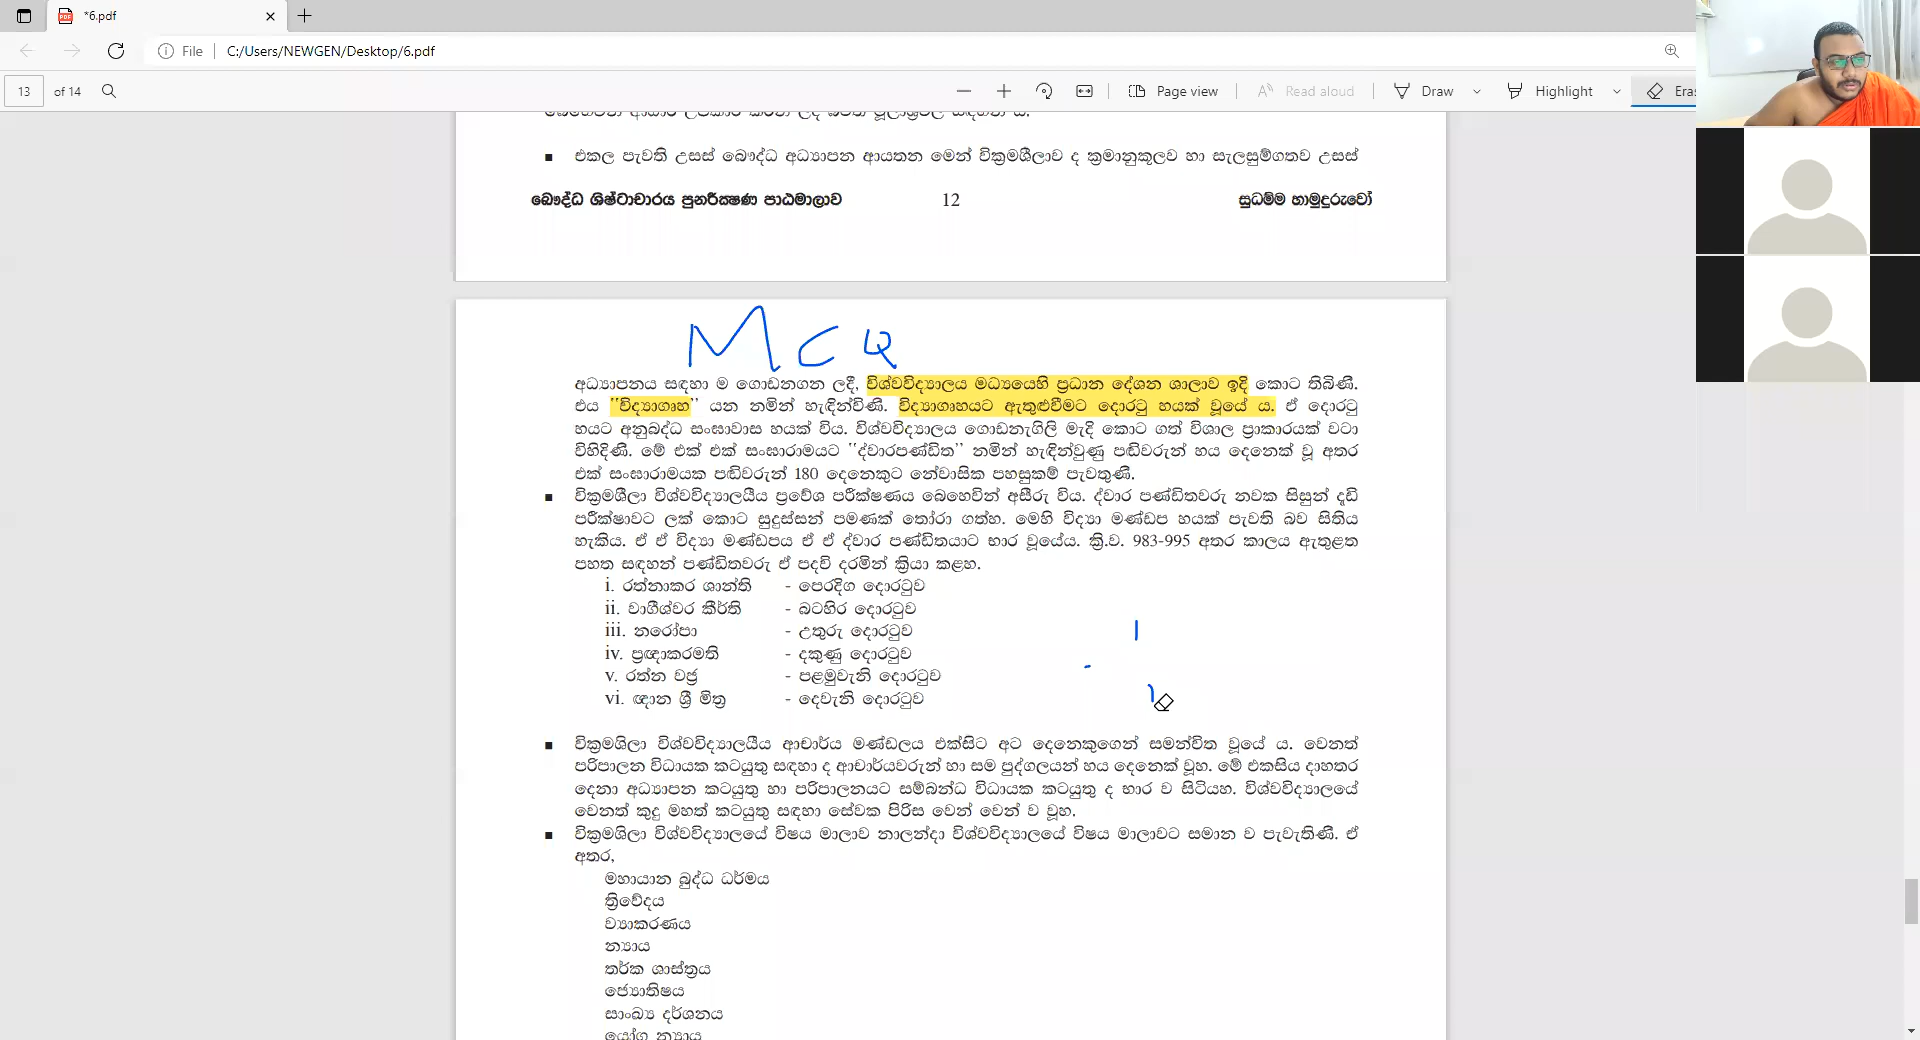 *6.pdf
File C:/Users/NEWGEN/Desktop/6.pdf
13 of 14 Page view Read aloud Draw Highlight Eras
■ එකල පැවති උසස් බෞද්ධ අධ්‍යාපන ආයතන මෙන් වික්‍රමශීලාව ද ක්‍රමානුකූලව හා සැලසුම්ගතව උසස්
බෞද්ධ ශිෂ්ටාචාරය පුනරීක්‍ෂණ පාඨමාලාව 12 සුධම්ම හාමුදුරුවෝ
MCQ
අධ්‍යාපනය සඳහා ම ගොඩනගන ලදී, විශ්වවිද්‍යාලය මධ්‍යයෙහි ප්‍රධාන දේශන ශාලාව ඉදි කොට තිබිණි.
එය "විද්‍යාගෘහ" යන නමින් හැඳින්විණි. විද්‍යාගෘහයට ඇතුළුවීමට දොරටු හයක් වූයේ ය. ඒ දොරටු
හයට අනුබද්ධ සංඝාවාස හයක් විය. විශ්වවිද්‍යාලය ගොඩනැගිලි මැදි කොට ගත් විශාල ප්‍රාකාරයක් වටා
විහිදිණි. මේ එක් එක් සංඝාරාමයට "ද්වාරපණ්ඩිත" නමින් හැඳින්වුණු පඬිවරුන් හය දෙනෙක් වූ අතර
එක් සංඝාරාමයක පඬිවරුන් 180 දෙනෙකුට නේවාසික පහසුකම් පැවතුණි.
■ වික්‍රමශීලා විශ්වවිද්‍යාලයීය ප්‍රවේශ පරීක්ෂණය බෙහෙවින් අසීරු විය. ද්වාර පණ්ඩිතවරු නවක සිසුන් දැඩි
පරීක්ෂාවට ලක් කොට සුදුස්සන් පමණක් තෝරා ගත්හ. මෙහි විද්‍යා මණ්ඩප හයක් පැවති බව සිතිය
හැකිය. ඒ ඒ විද්‍යා මණ්ඩපය ඒ ඒ ද්වාර පණ්ඩිතයාට භාර වූයේය. ක්‍රි.ව. 983-995 අතර කාලය ඇතුළත
පහත සඳහන් පණ්ඩිතවරු ඒ පදවි දරමින් ක්‍රියා කළහ.
i. රත්නාකර ශාන්ති - පෙරදිග දොරටුව
ii. වාගීශ්වර කීර්ති - බටහිර දොරටුව
iii. නරෝපා - උතුරු දොරටුව
iv. ප්‍රඥාකරමති - දකුණු දොරටුව
v. රත්න වජ්‍ර - පළමුවැනි දොරටුව
vi. ඥාන ශ්‍රී මිත්‍ර - දෙවැනි දොරටුව
■ වික්‍රමශිලා විශ්වවිද්‍යාලයීය ආචාර්ය මණ්ඩලය එක්සිට අට දෙනෙකුගෙන් සමන්විත වූයේ ය. වෙනත්
පරිපාලන විධායක කටයුතු සඳහා ද ආචාර්යවරුන් හා සම පුද්ගලයන් හය දෙනෙක් වූහ. මේ එකසිය දාහතර
දෙනා අධ්‍යාපන කටයුතු හා පරිපාලනයට සම්බන්ධ විධායක කටයුතු ද භාර ව සිටියහ. විශ්වවිද්‍යාලයේ
වෙනත් කුදු මහත් කටයුතු සඳහා සේවක පිරිස වෙන් වෙන් ව වූහ.
■ වික්‍රමශිලා විශ්වවිද්‍යාලයේ විෂය මාලාව නාලන්දා විශ්වවිද්‍යාලයේ විෂය මාලාවට සමාන ව පැවැතිණි. ඒ
අතර,
මහායාන බුද්ධ ධර්මය
ත්‍රිවේදය
ව්‍යාකරණය
න්‍යාය
තර්ක ශාස්ත්‍රය
ජ්‍යොතිෂය
සාංඛ්‍ය දර්ශනය
යෝග න්‍යාය